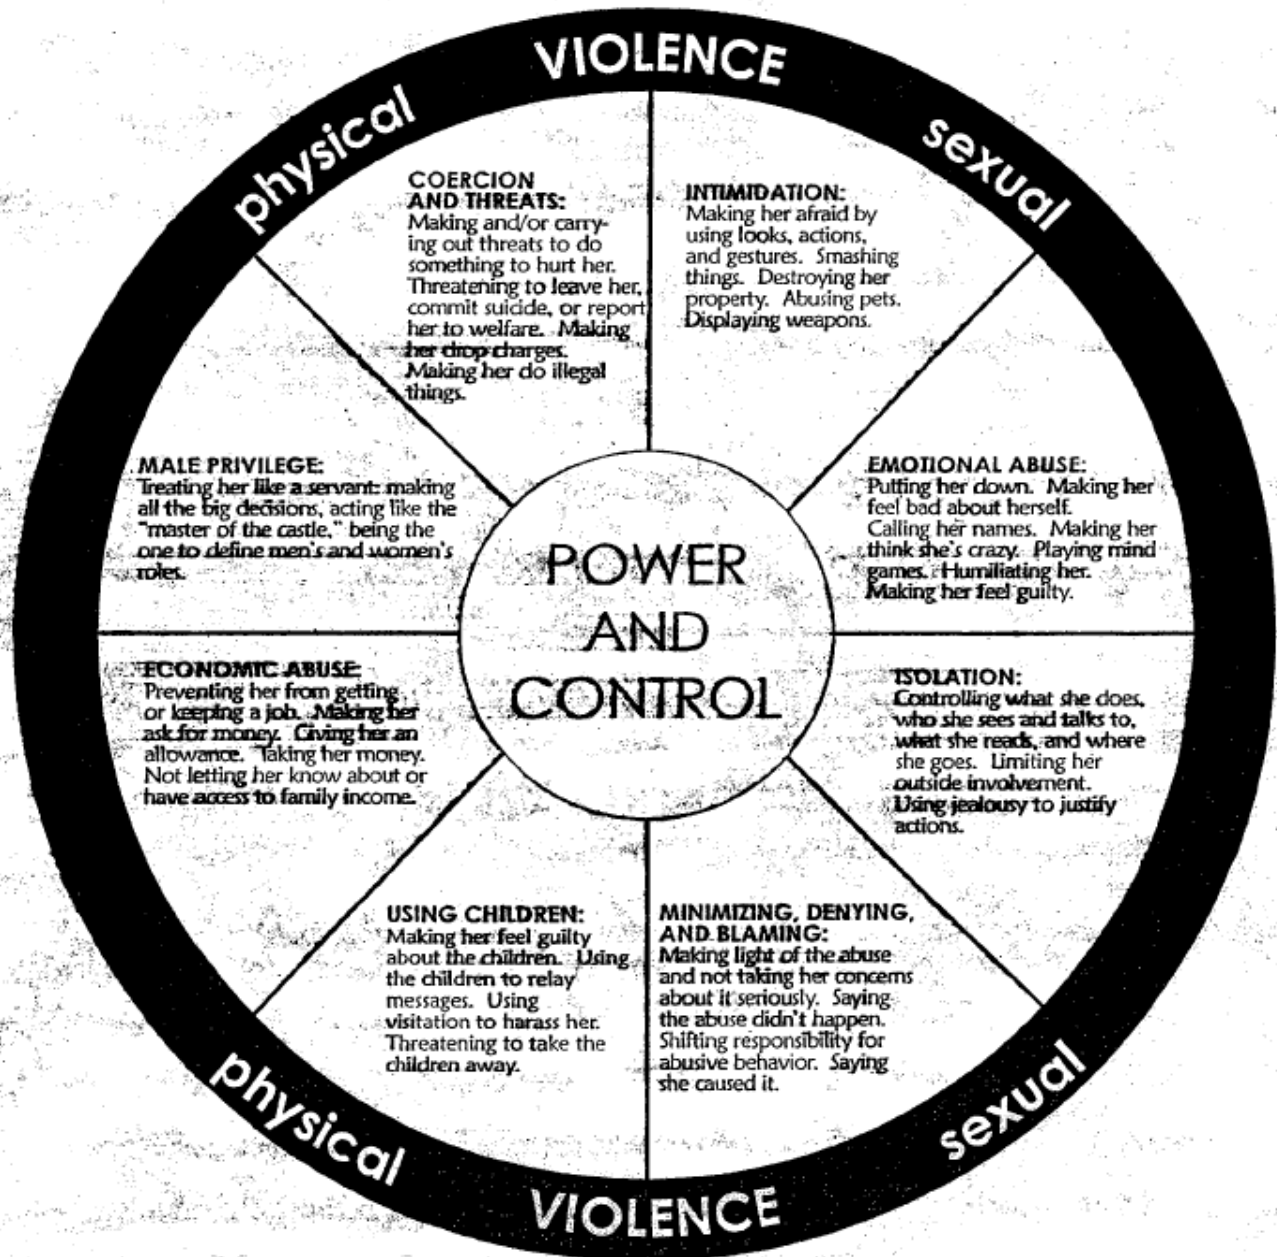 physical
VIOLENCE
sexual
COERCION
AND THREATS:
Making and/or carry-
ing out threats to do
something to hurt her.
Threatening to leave her,
commit suicide, or report
her to welfare. Making
her drop charges.
Making her do illegal
things.
INTIMIDATION:
Making her afraid by
using looks, actions,
and gestures. Smashing
things. Destroying her
property. Abusing pets.
Displaying weapons.
MALE PRIVILEGE:
Treating her like a servant: making
all the big decisions, acting like the
"master of the castle," being the
one to define men's and women's
roles.
EMOTIONAL ABUSE:
Putting her down. Making her
feel bad about herself.
Calling her names. Making her
think she's crazy. Playing mind
games. Humiliating her.
Making her feel guilty.
POWER
AND
CONTROL
ECONOMIC ABUSE:
Preventing her from getting
or keeping a job. Making her
ask for money. Giving her an
allowance. Taking her money.
Not letting her know about or
have access to family income.
ISOLATION:
Controlling what she does,
who she sees and talks to,
what she reads, and where
she goes. Limiting her
outside involvement.
Using jealousy to justify
actions.
USING CHILDREN:
Making her feel guilty
about the children. Using
the children to relay
messages. Using
visitation to harass her.
Threatening to take the
children away.
MINIMIZING, DENYING,
AND BLAMING:
Making light of the abuse
and not taking her concerns
about it seriously. Saying
the abuse didn't happen.
Shifting responsibility for
abusive behavior. Saying
she caused it.
physical
VIOLENCE
sexual